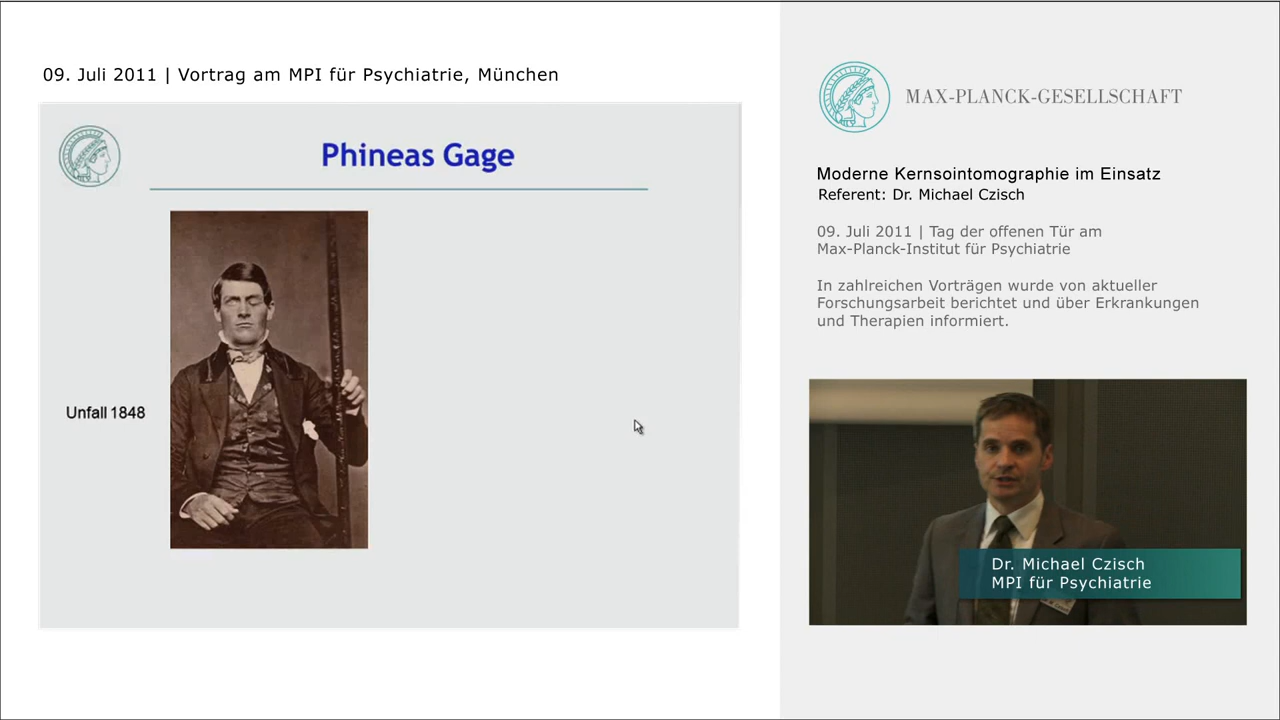 09. Juli 2011 | Vortrag am MPI für Psychiatrie, München
Phineas Gage
Unfall 1848
MAX-PLANCK-GESELLSCHAFT
Moderne Kernsointomographie im Einsatz
Referent: Dr. Michael Czisch
09. Juli 2011 | Tag der offenen Tür am
Max-Planck-Institut für Psychiatrie
In zahlreichen Vorträgen wurde von aktueller
Forschungsarbeit berichtet und über Erkrankungen
und Therapien informiert.
Dr. Michael Czisch
MPI für Psychiatrie